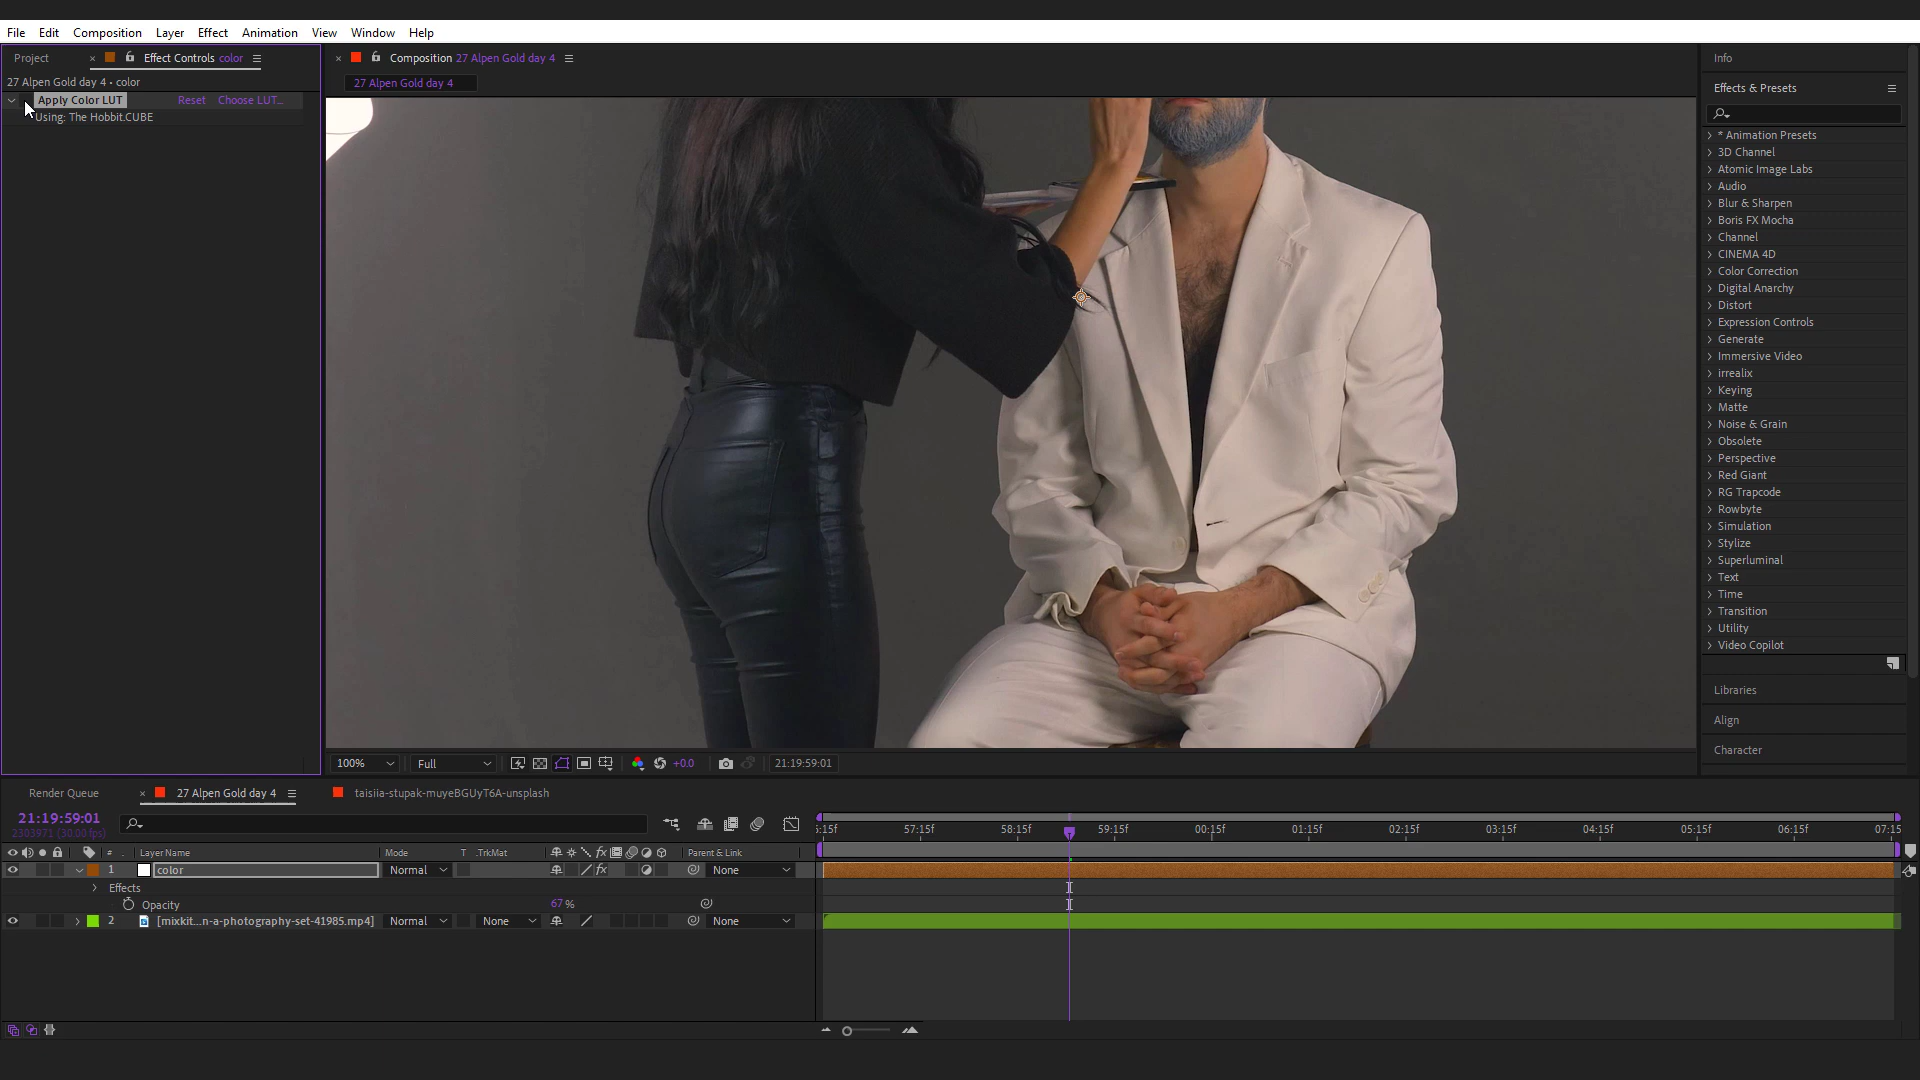 File Edit Composition Layer Effect Animation View Window Help
Project × Effect Controls color
27 Alpen Gold day 4 • color
Apply Color LUT Reset Choose LUT...
Using: The Hobbit.CUBE
× Composition 27 Alpen Gold day 4
27 Alpen Gold day 4
100% Full +0.0 21:19:59:01
Info
Effects & Presets
* Animation Presets
3D Channel
Atomic Image Labs
Audio
Blur & Sharpen
Boris FX Mocha
Channel
CINEMA 4D
Color Correction
Digital Anarchy
Distort
Expression Controls
Generate
Immersive Video
irrealix
Keying
Matte
Noise & Grain
Obsolete
Perspective
Red Giant
RG Trapcode
Rowbyte
Simulation
Stylize
Superluminal
Text
Time
Transition
Utility
Video Copilot
Libraries
Align
Character
Render Queue × 27 Alpen Gold day 4 taisiia-stupak-muyeBGUyT6A-unsplash
21:19:59:01
2303971 (30.00 fps)
5:15f 57:15f 58:15f 59:15f 00:15f 01:15f 02:15f 03:15f 04:15f 05:15f 06:15f 07:15
# . Layer Name Mode T .TrkMat fx Parent & Link
1 color Normal fx None
Effects
Opacity 67 %
2 [mixkit...n-a-photography-set-41985.mp4] Normal None None